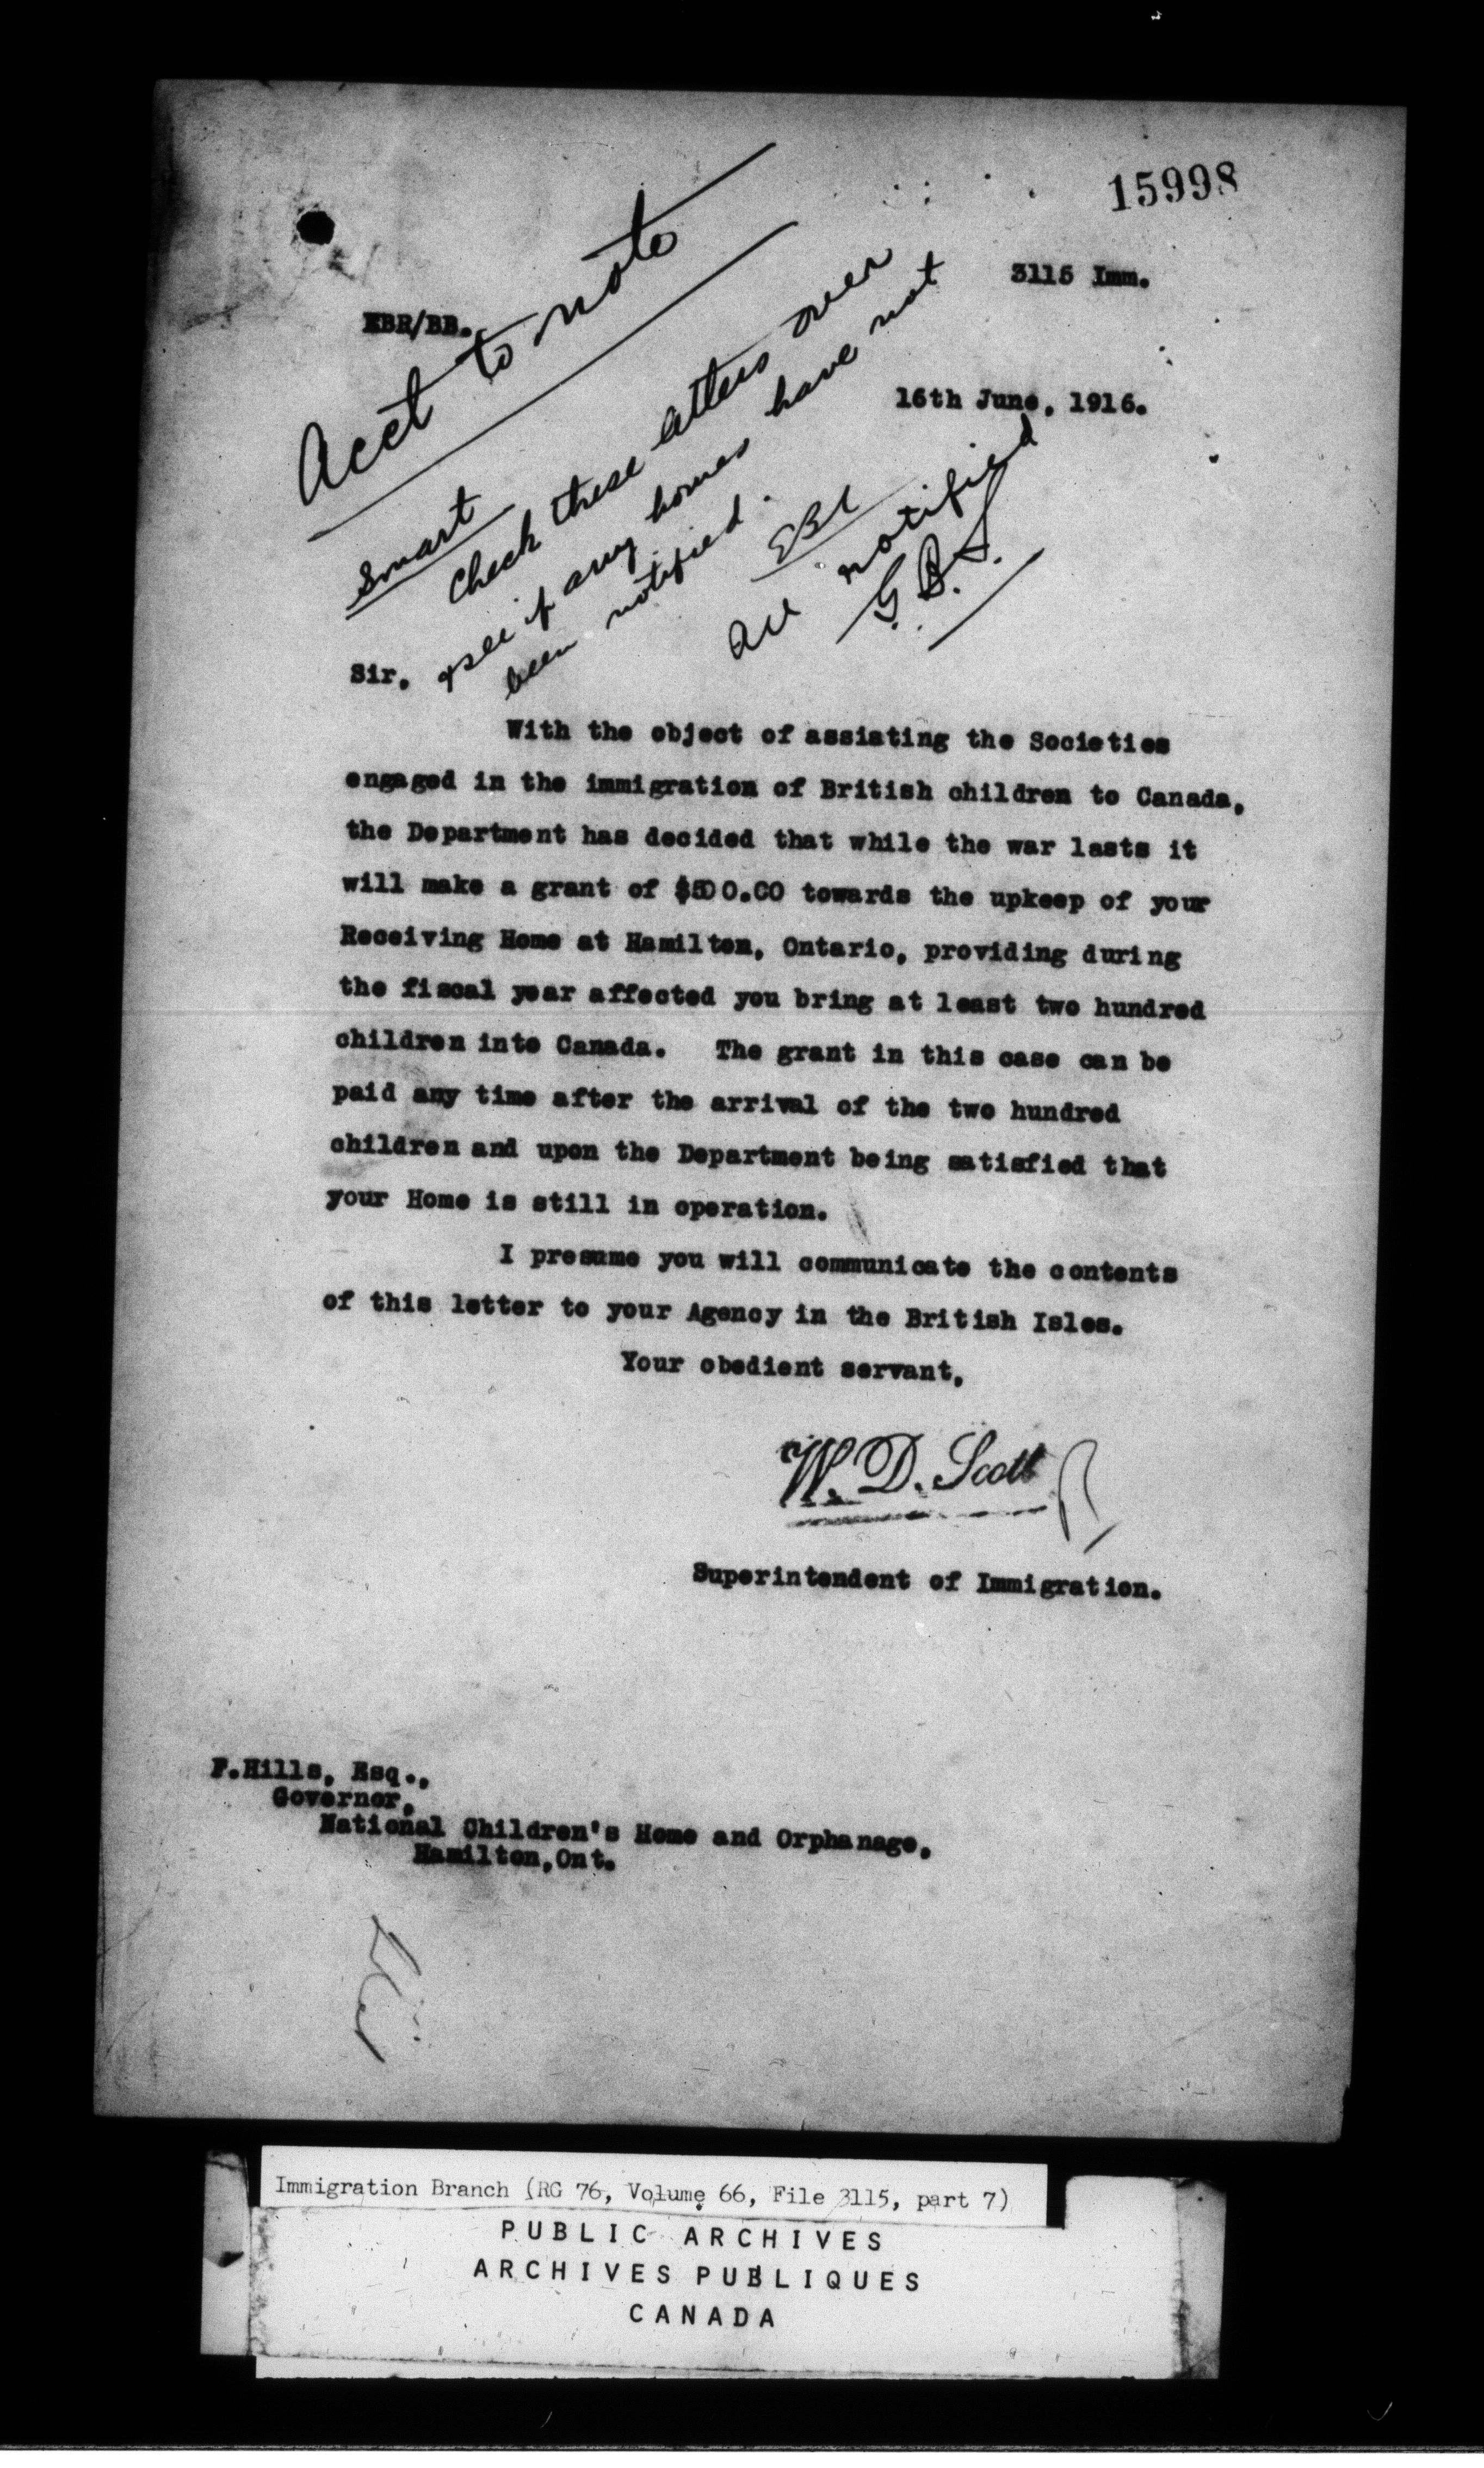 15998
3115 Imm.
EBR/BB.
Acct to note
16th June, 1916.
Smart
Check these letters over
& see if any homes have not
been notified.
All notified
G.B.S.
Sir,
With the object of assisting the Societies
engaged in the immigration of British children to Canada,
the Department has decided that while the war lasts it
will make a grant of $500.00 towards the upkeep of your
Receiving Home at Hamilton, Ontario, providing during
the fiscal year affected you bring at least two hundred
children into Canada. The grant in this case can be
paid any time after the arrival of the two hundred
children and upon the Department being satisfied that
your Home is still in operation.
I presume you will communicate the contents
of this letter to your Agency in the British Isles.
Your obedient servant,
W. D. Scott
Superintendent of Immigration.
F.Hills, Esq.,
Governor,
National Children's Home and Orphanage,
Hamilton,Ont.
Immigration Branch (RG 76, Volume 66, File 3115, part 7)
PUBLIC ARCHIVES
ARCHIVES PUBLIQUES
CANADA